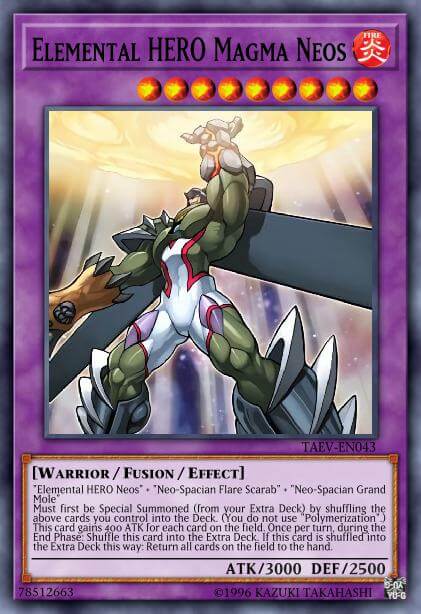 Elemental HERO Magma Neos
FIRE
炎
TAEV-EN043
[Warrior / Fusion / Effect]
"Elemental HERO Neos" + "Neo-Spacian Flare Scarab" + "Neo-Spacian Grand
Mole"
Must first be Special Summoned (from your Extra Deck) by shuffling the
above cards you control into the Deck. (You do not use "Polymerization".)
This card gains 400 ATK for each card on the field. Once per turn, during the
End Phase: Shuffle this card into the Extra Deck. If this card is shuffled into
the Extra Deck this way: Return all cards on the field to the hand.
ATK/3000 DEF/2500
78512663
©1996 KAZUKI TAKAHASHI